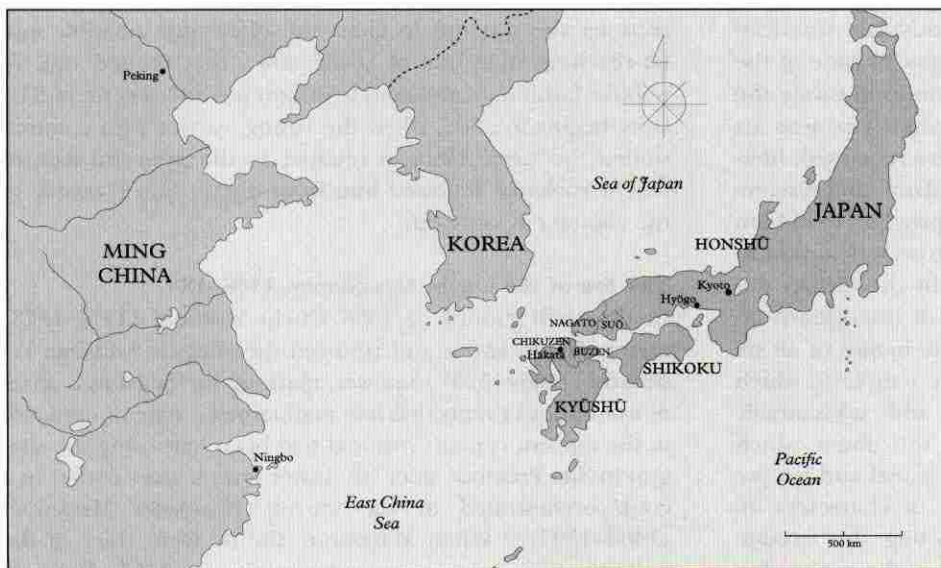 Peking
Sea of Japan
JAPAN
MING
CHINA
KOREA
HONSHŪ
Kyoto
Hyōgo
NAGATO
SUŌ
CHIKUZEN
Hakata
BUZEN
SHIKOKU
KYŪSHŪ
Ningbo
Pacific
Ocean
East China
Sea
500 km